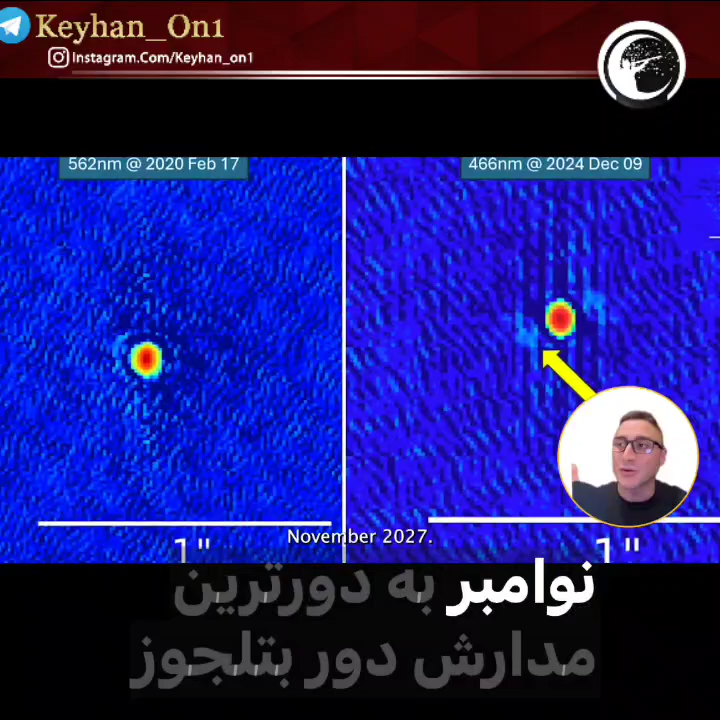 Keyhan_On1
Instagram.Com/Keyhan_on1
562nm @ 2020 Feb 17
466nm @ 2024 Dec 09
1"
1"
November 2027.
نوامبر به دورترین
مدارش دور بتلجوز